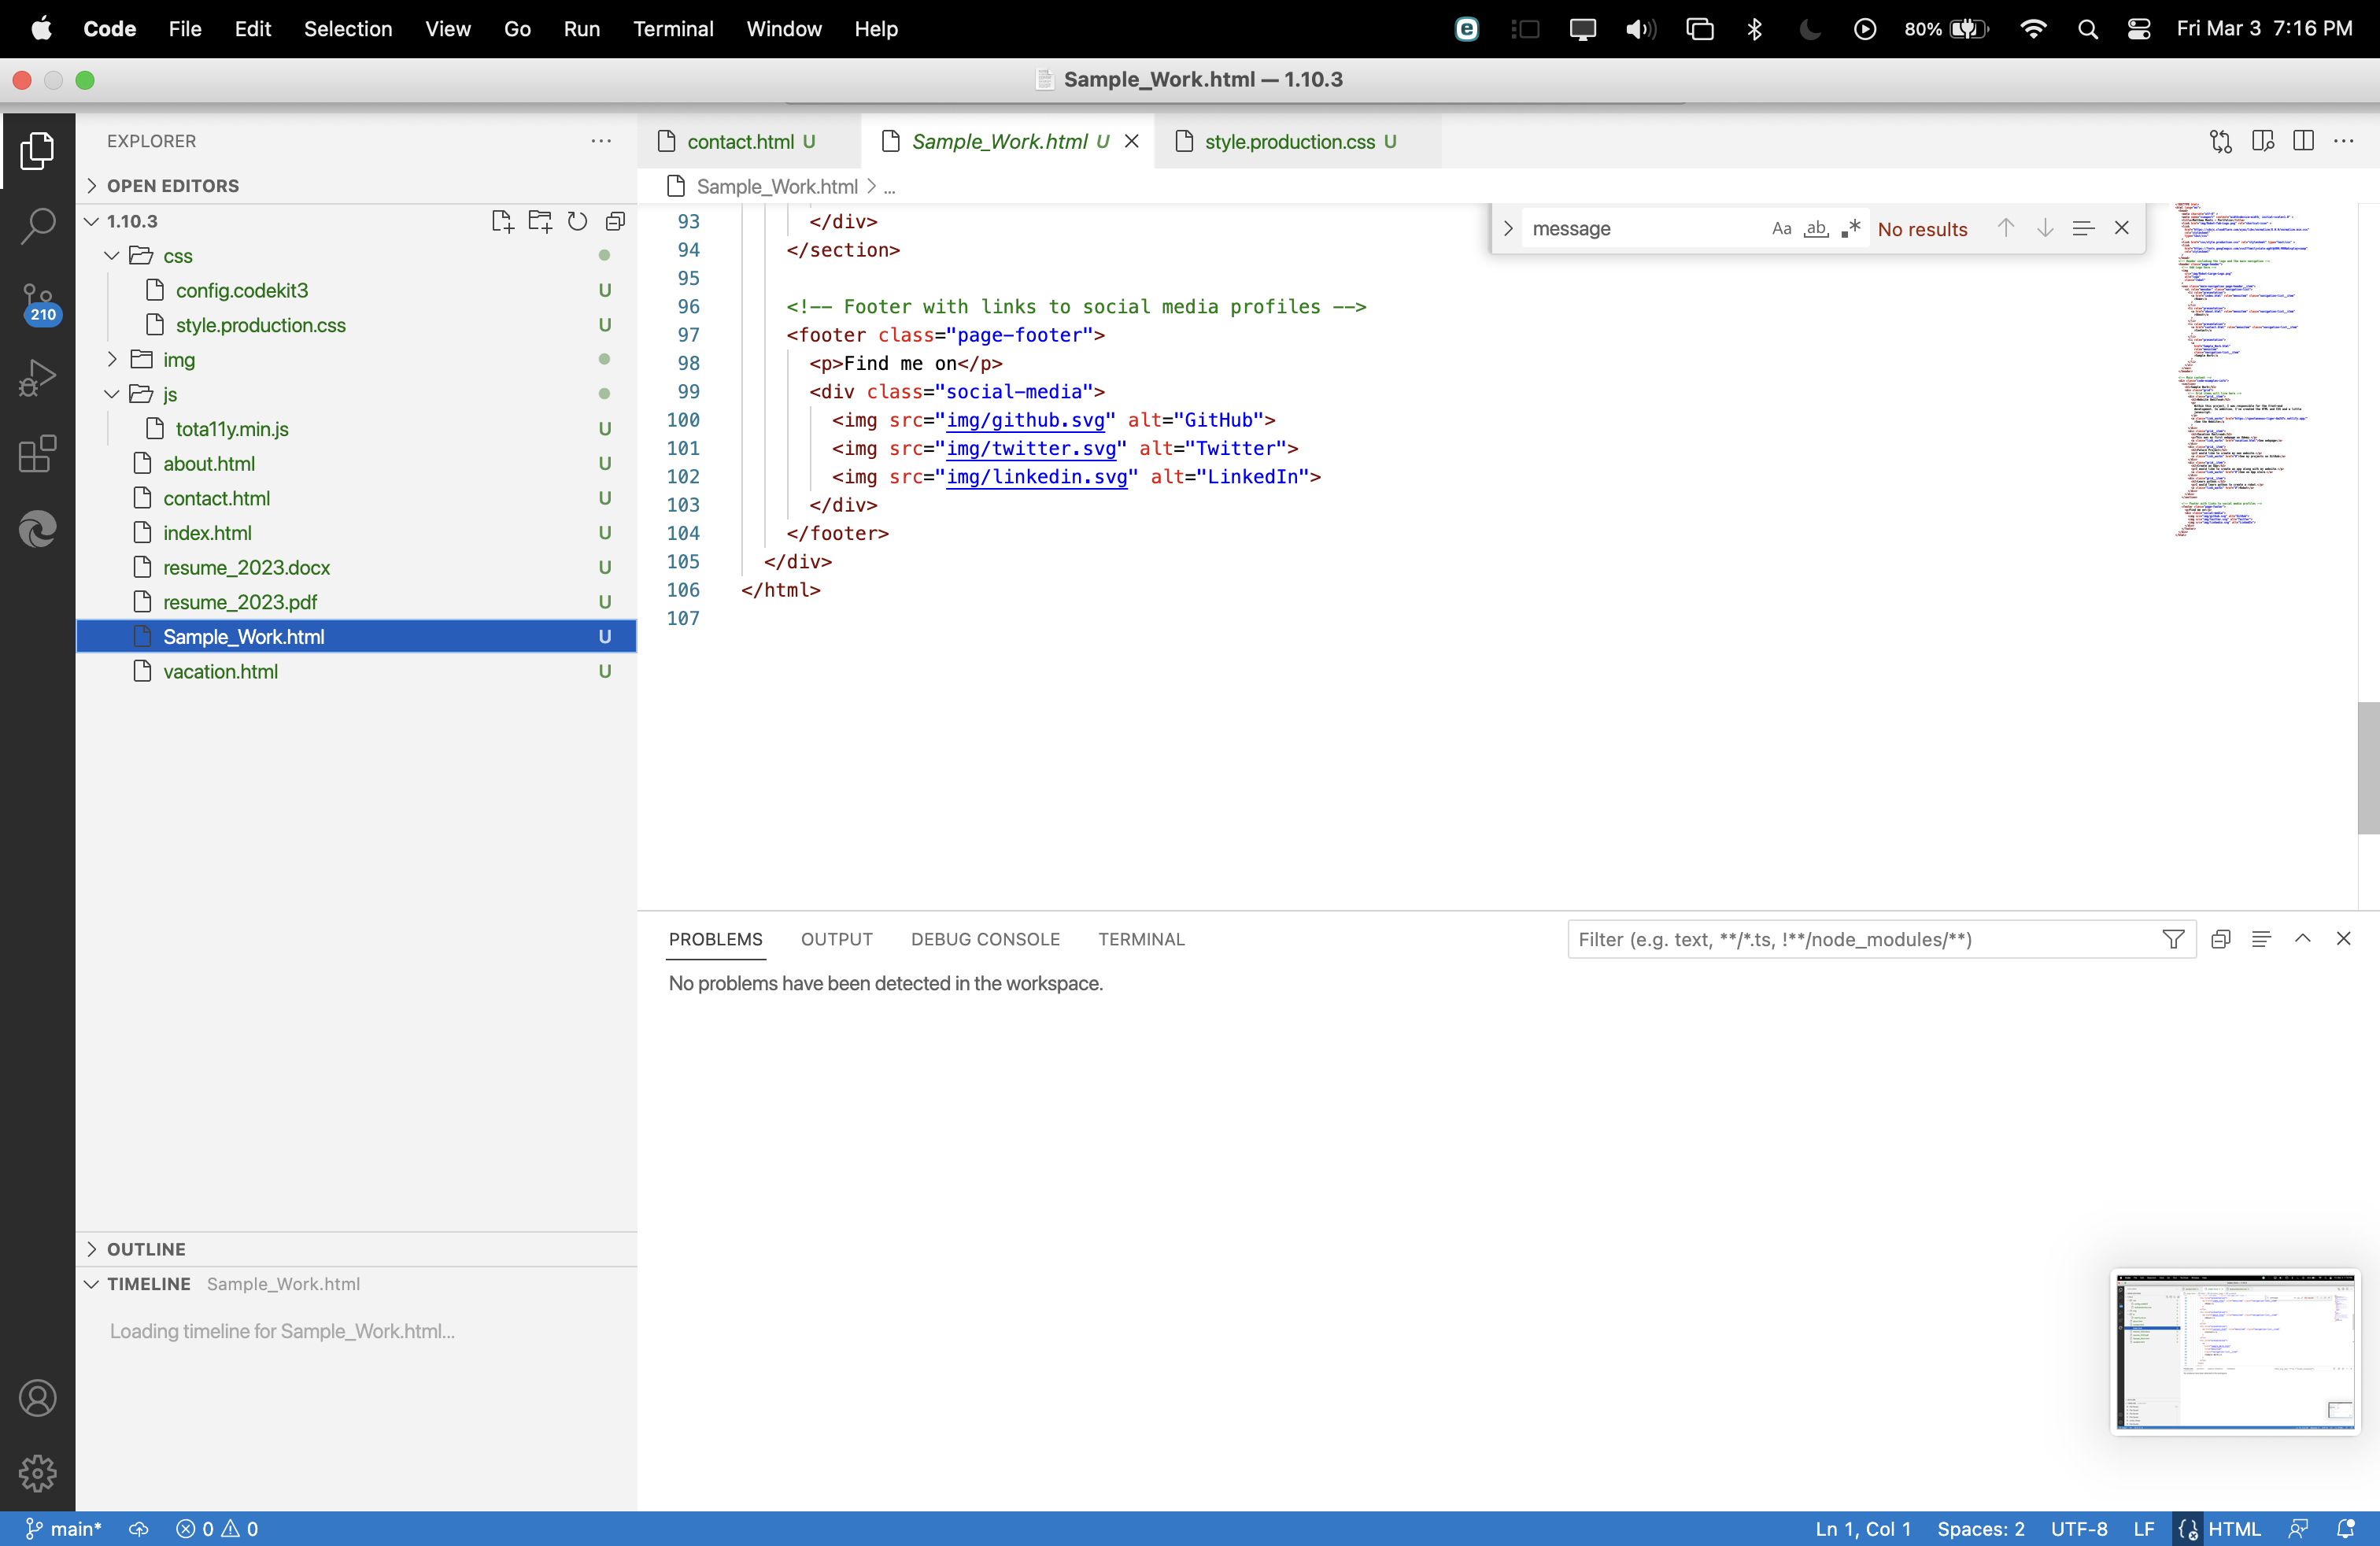 Code File Edit Selection View Go Run Terminal Window Help 80% Fri Mar 3 7:16 PM
Sample_Work.html — 1.10.3
EXPLORER
OPEN EDITORS
1.10.3
css
config.codekit3 U
style.production.css U
img
js
tota11y.min.js U
about.html U
contact.html U
index.html U
resume_2023.docx U
resume_2023.pdf U
Sample_Work.html U
vacation.html U
210
OUTLINE
TIMELINE Sample_Work.html
Loading timeline for Sample_Work.html...
contact.html U Sample_Work.html U style.production.css U
Sample_Work.html > ...
message Aa ab No results
93 </div>
94 </section>
95
96 <!-- Footer with links to social media profiles -->
97 <footer class="page-footer">
98 <p>Find me on</p>
99 <div class="social-media">
100 <img src="img/github.svg" alt="GitHub">
101 <img src="img/twitter.svg" alt="Twitter">
102 <img src="img/linkedin.svg" alt="LinkedIn">
103 </div>
104 </footer>
105 </div>
106 </html>
107
PROBLEMS OUTPUT DEBUG CONSOLE TERMINAL Filter (e.g. text, **/*.ts, !**/node_modules/**)
No problems have been detected in the workspace.
main* 0 0 Ln 1, Col 1 Spaces: 2 UTF-8 LF HTML